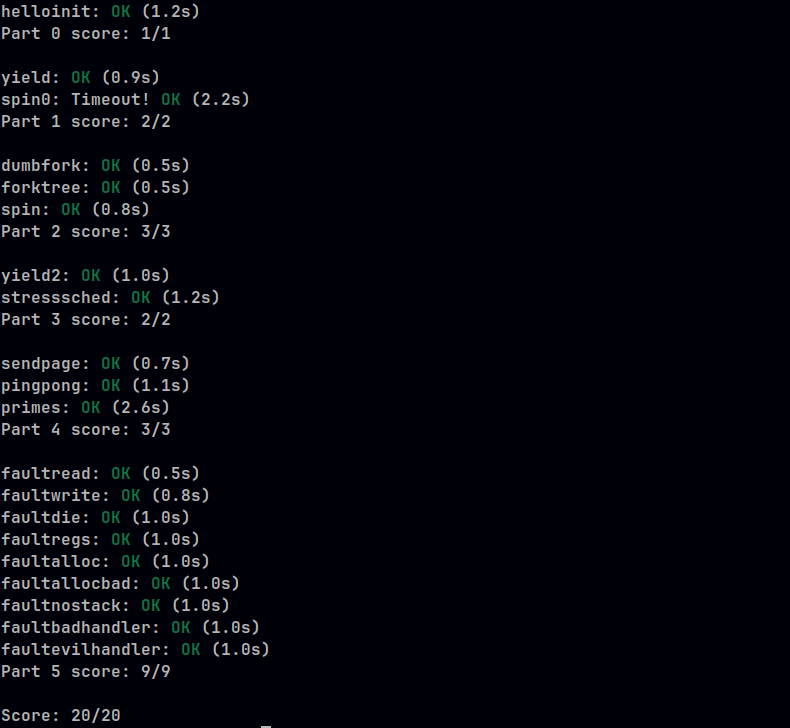 helloinit: OK (1.2s)
Part 0 score: 1/1
yield: OK (0.9s)
spin0: Timeout! OK (2.2s)
Part 1 score: 2/2
dumbfork: OK (0.5s)
forktree: OK (0.5s)
spin: OK (0.8s)
Part 2 score: 3/3
yield2: OK (1.0s)
stresssched: OK (1.2s)
Part 3 score: 2/2
sendpage: OK (0.7s)
pingpong: OK (1.1s)
primes: OK (2.6s)
Part 4 score: 3/3
faultread: OK (0.5s)
faultwrite: OK (0.8s)
faultdie: OK (1.0s)
faultregs: OK (1.0s)
faultalloc: OK (1.0s)
faultallocbad: OK (1.0s)
faultnostack: OK (1.0s)
faultbadhandler: OK (1.0s)
faultevilhandler: OK (1.0s)
Part 5 score: 9/9
Score: 20/20